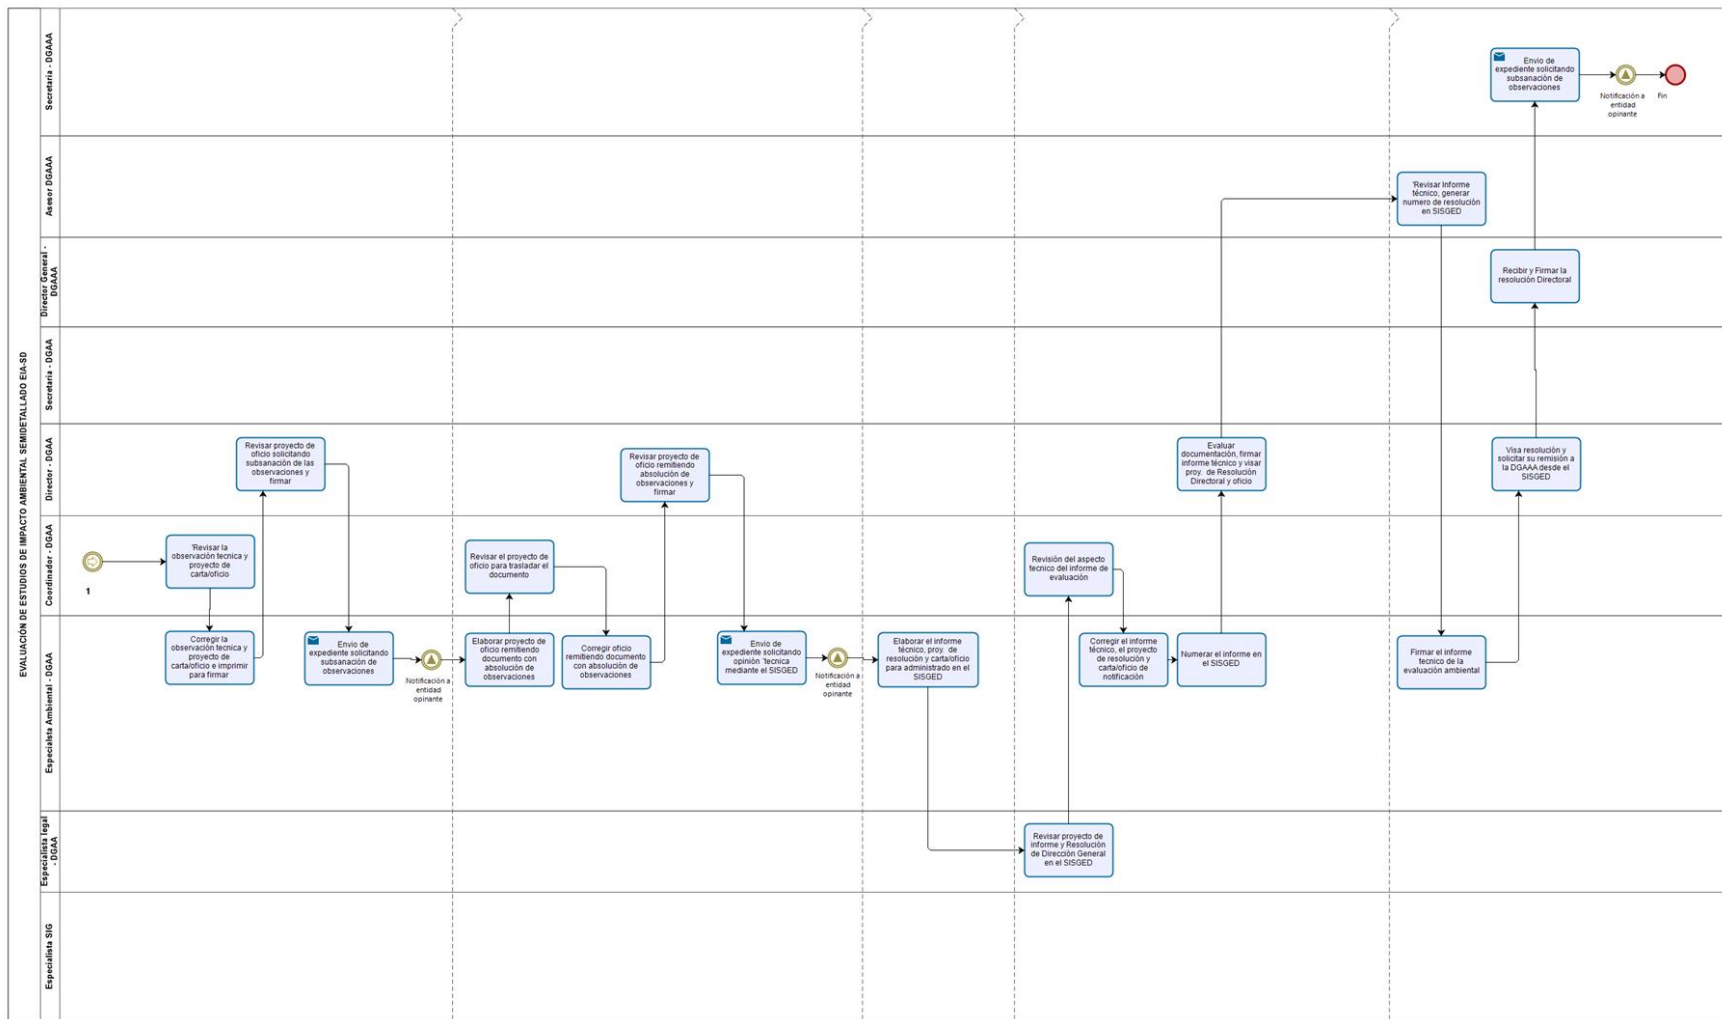 EVALUACIÓN DE ESTUDIOS DE IMPACTO AMBIENTAL SEMIDETALLADO EIA-SD
Secretaria - DGAAA
Envio de
expediente solicitando
subsanación de
observaciones
Notificación a
entidad
opinante
Fin
Asesor DGAAA
'Revisar Informe
técnico, generar
numero de resolución
en SISGED
Director General -
DGAAA
Recibir y Firmar la
resolución Directoral
Secretaria - DGAA
Director - DGAA
Revisar proyecto de
oficio solicitando
subsanación de las
observaciones y
firmar
Revisar proyecto de
oficio remitiendo
absolución de
observaciones y
firmar
Evaluar
documentación, firmar
informe técnico y visar
proy. de Resolución
Directoral y oficio
Visa resolución y
solicitar su remisión a
la DGAAA desde el
SISGED
Coordinador - DGAA
1
'Revisar la
observación tecnica y
proyecto de
carta/oficio
Revisar el proyecto de
oficio para trasladar el
documento
Revisión del aspecto
tecnico del informe de
evaluación
Especialsta Ambiental - DGAA
Corregir la
observación tecnica y
proyecto de
carta/oficio e imprimir
para firmar
Envio de
expediente solicitando
subsanación de
observaciones
Notificación a
entidad
opinante
Elaborar proyecto de
oficio remitiendo
documento con
absolución de
observaciones
Corregir oficio
remitiendo documento
con absolución de
observaciones
Envio de
expediente solicitando
opinión 'tecnica
mediante el SISGED
Notificación a
entidad
opinante
Elaborar el informe
técnico, proy. de
resolución y carta/oficio
para administrado en el
SISGED
Corregir el informe
técnico, el proyecto
de resolución y
carta/oficio de
notificación
Numerar el informe en
el SISGED
Firmar el informe
tecnico de la
evaluación ambiental
Especialista legal
- DGAA
Revisar proyecto de
informe y Resolución
de Dirección General
en el SISGED
Especialista SIG